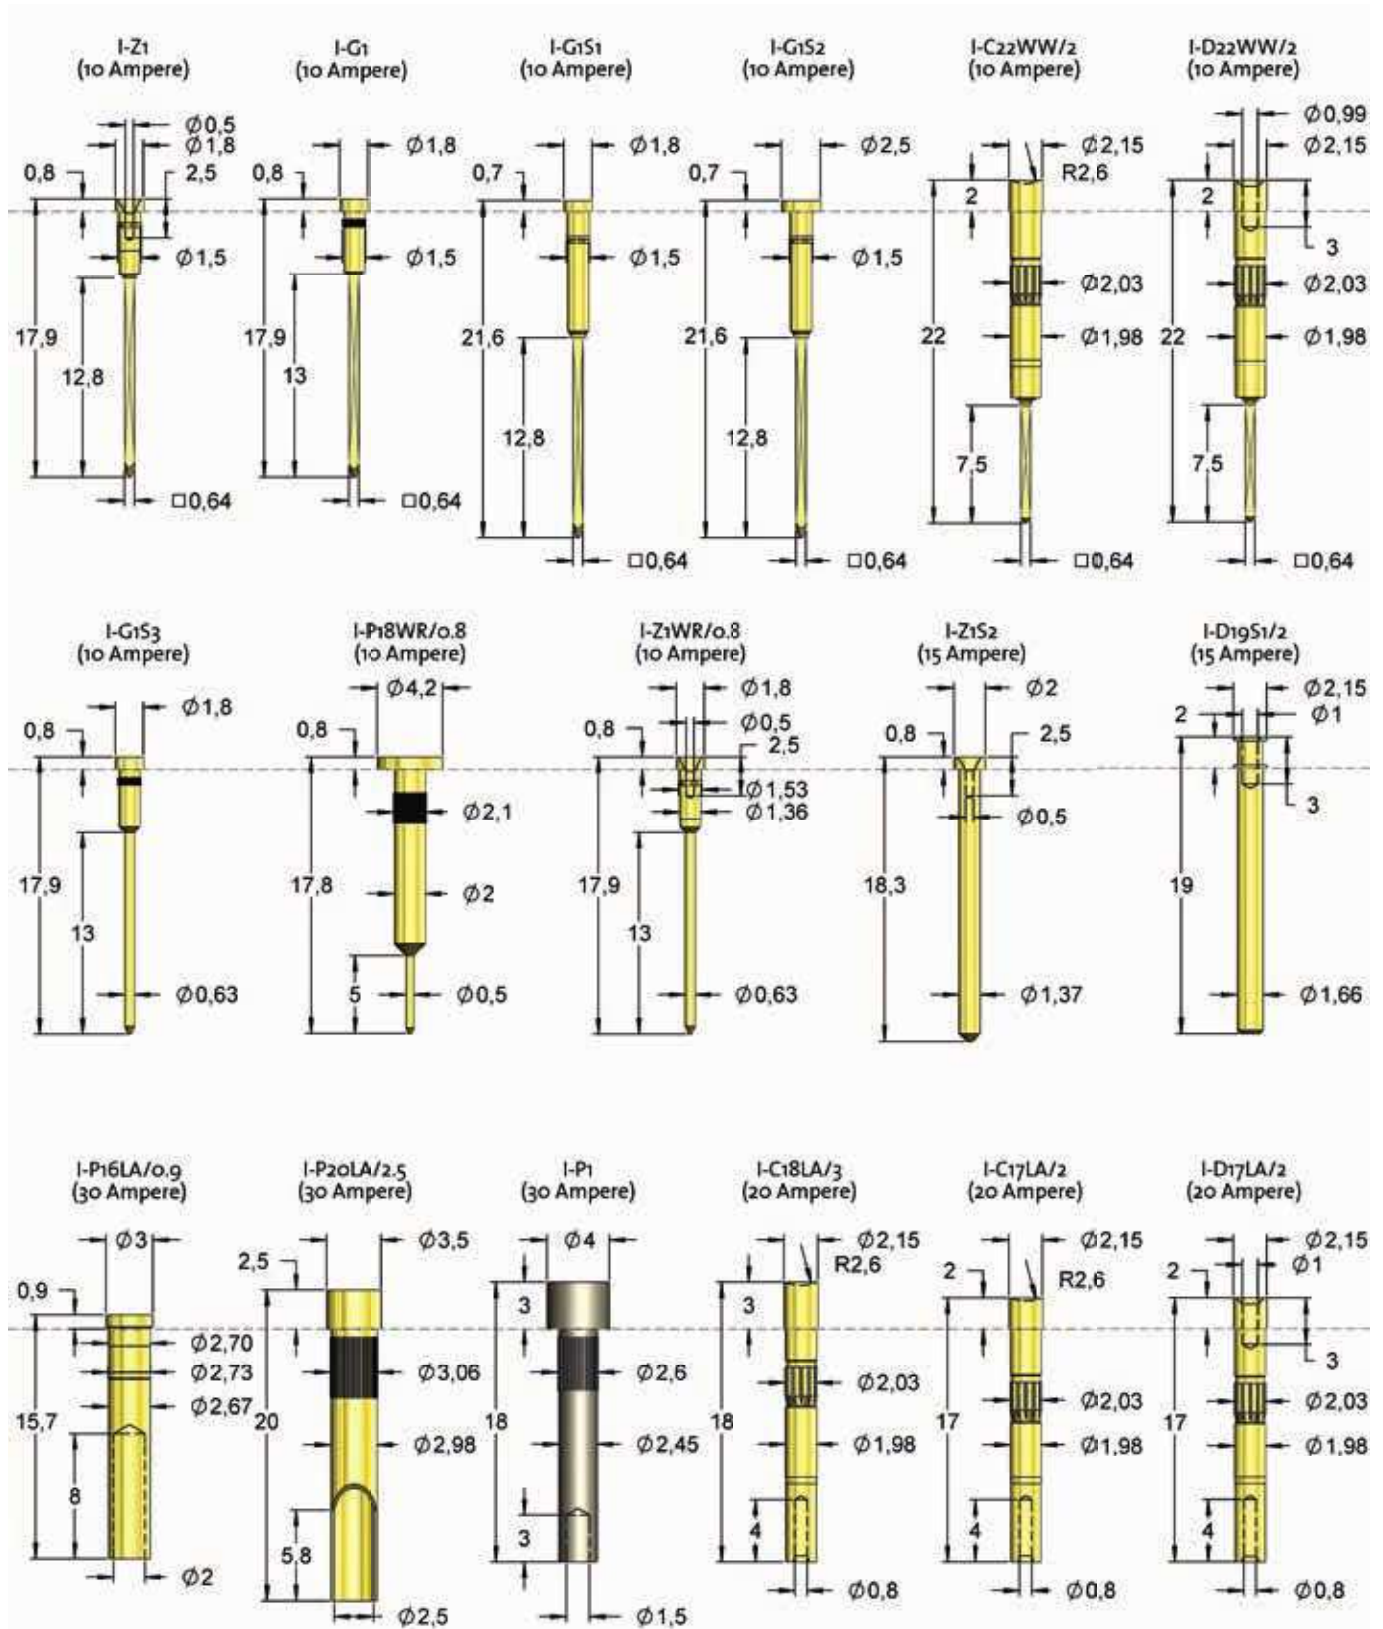 I-Z1
(10 Ampere)
Ø0,5
Ø1,8
0,8
2,5
Ø1,5
17,9
12,8
□0,64
I-G1
(10 Ampere)
Ø1,8
0,8
Ø1,5
17,9
13
□0,64
I-G1S1
(10 Ampere)
Ø1,8
0,7
Ø1,5
21,6
12,8
□0,64
I-G1S2
(10 Ampere)
Ø2,5
0,7
Ø1,5
21,6
12,8
□0,64
I-C22WW/2
(10 Ampere)
Ø2,15
R2,6
2
Ø2,03
22
Ø1,98
7,5
□0,64
I-D22WW/2
(10 Ampere)
Ø0,99
Ø2,15
2
3
Ø2,03
22
Ø1,98
7,5
□0,64
I-G1S3
(10 Ampere)
Ø1,8
0,8
17,9
13
Ø0,63
I-P18WR/0.8
(10 Ampere)
Ø4,2
0,8
Ø2,1
17,8
Ø2
5
Ø0,5
I-Z1WR/0.8
(10 Ampere)
Ø1,8
Ø0,5
0,8
2,5
Ø1,53
Ø1,36
17,9
13
Ø0,63
I-Z1S2
(15 Ampere)
Ø2
0,8
2,5
Ø0,5
18,3
Ø1,37
I-D19S1/2
(15 Ampere)
Ø2,15
2
Ø1
3
19
Ø1,66
I-P16LA/0.9
(30 Ampere)
Ø3
0,9
Ø2,70
Ø2,73
Ø2,67
15,7
8
Ø2
I-P20LA/2.5
(30 Ampere)
Ø3,5
2,5
Ø3,06
20
Ø2,98
5,8
Ø2,5
I-P1
(30 Ampere)
Ø4
3
Ø2,6
18
Ø2,45
3
Ø1,5
I-C18LA/3
(20 Ampere)
Ø2,15
R2,6
3
Ø2,03
18
Ø1,98
4
Ø0,8
I-C17LA/2
(20 Ampere)
Ø2,15
2
R2,6
Ø2,03
17
Ø1,98
4
Ø0,8
I-D17LA/2
(20 Ampere)
Ø2,15
2
Ø1
3
Ø2,03
17
Ø1,98
4
Ø0,8